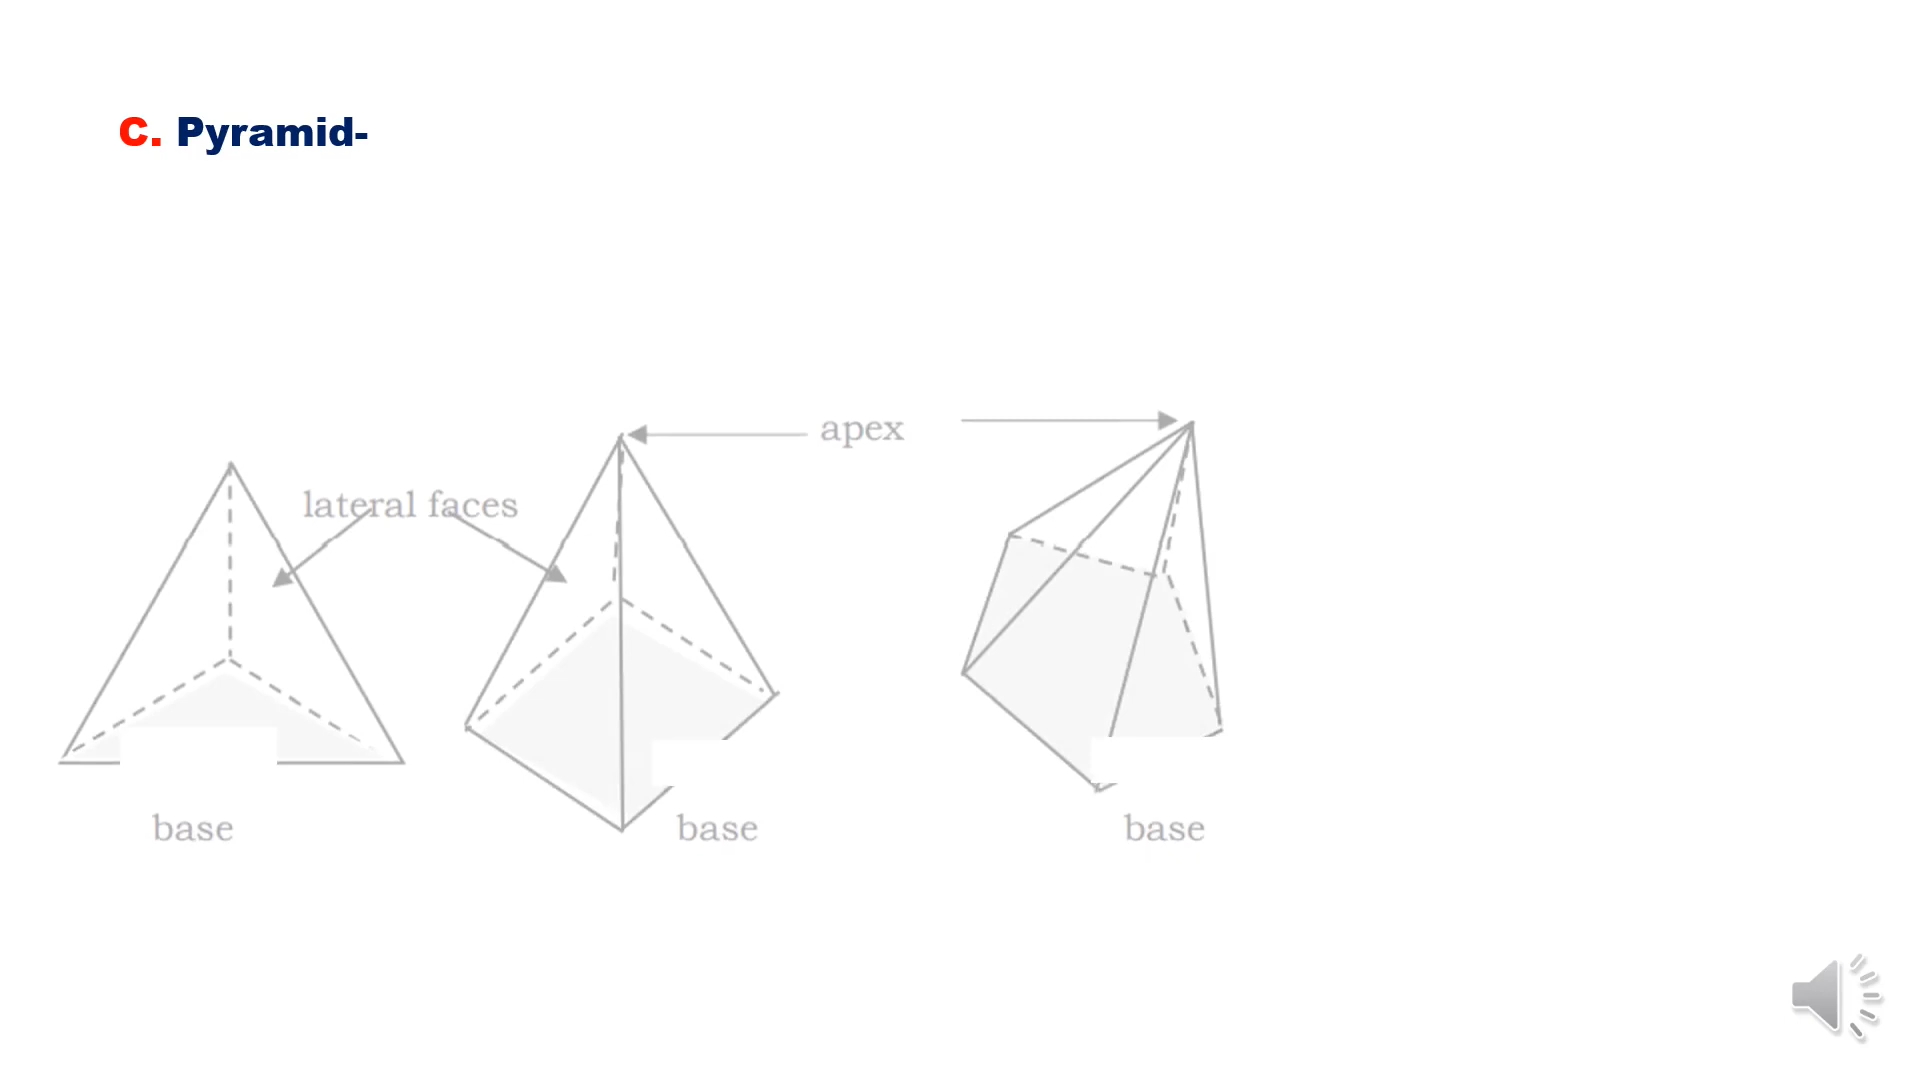 C. Pyramid-
apex
lateral faces
base
base
base